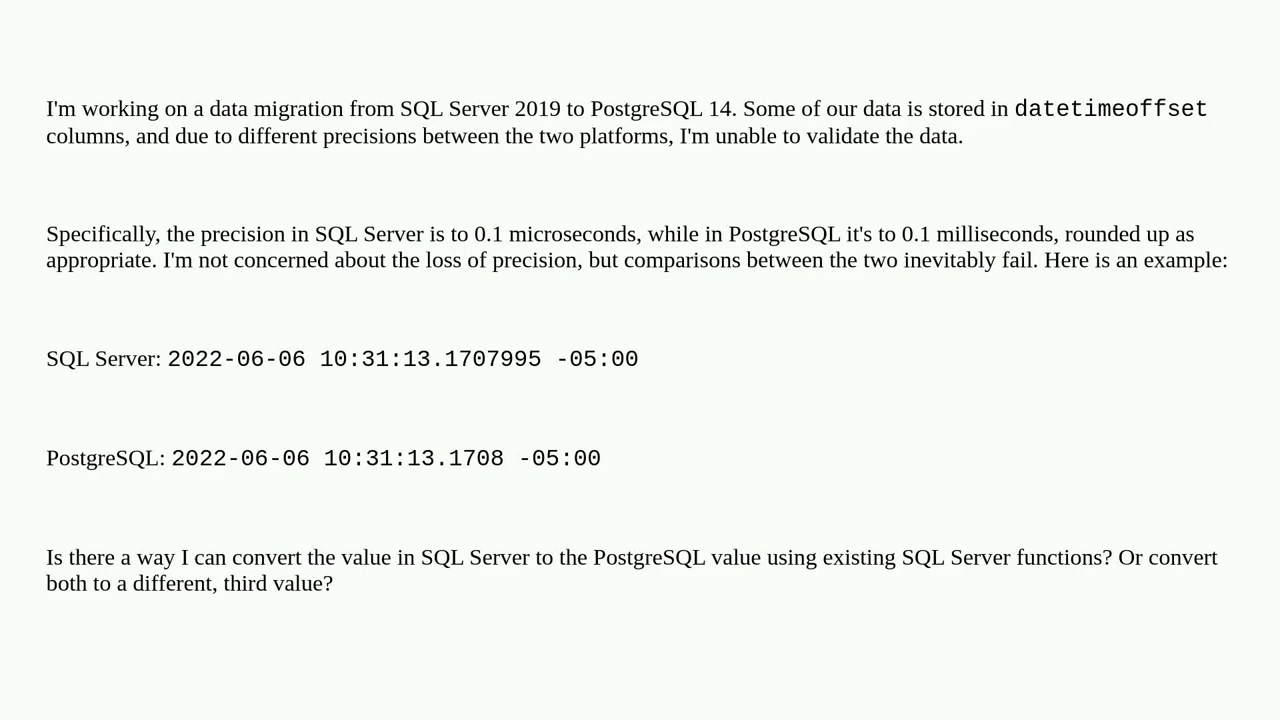 I'm working on a data migration from SQL Server 2019 to PostgreSQL 14. Some of our data is stored in datetimeoffset
columns, and due to different precisions between the two platforms, I'm unable to validate the data.
Specifically, the precision in SQL Server is to 0.1 microseconds, while in PostgreSQL it's to 0.1 milliseconds, rounded up as
appropriate. I'm not concerned about the loss of precision, but comparisons between the two inevitably fail. Here is an example:
SQL Server: 2022-06-06 10:31:13.1707995 -05:00
PostgreSQL: 2022-06-06 10:31:13.1708 -05:00
Is there a way I can convert the value in SQL Server to the PostgreSQL value using existing SQL Server functions? Or convert
both to a different, third value?